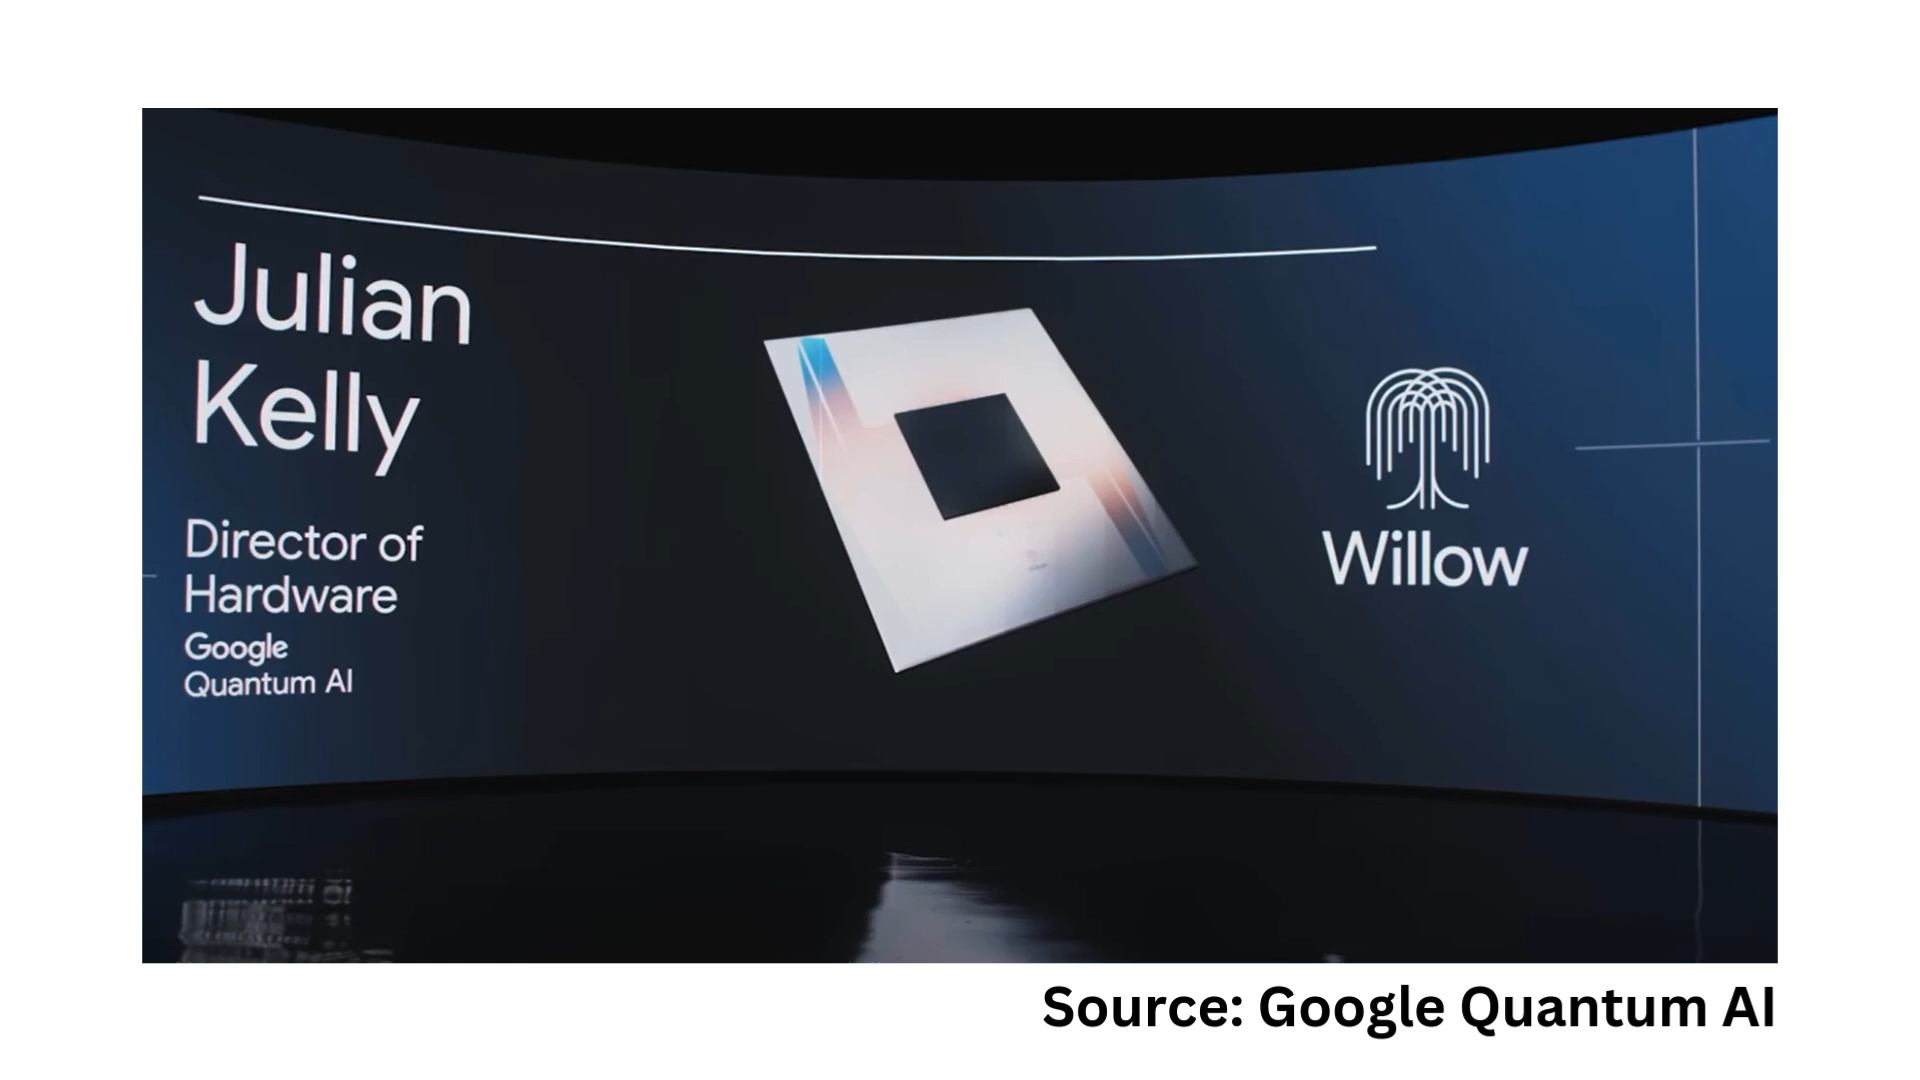 Julian
Kelly
Director of
Hardware
Google
Quantum AI
Willow
Source: Google Quantum AI